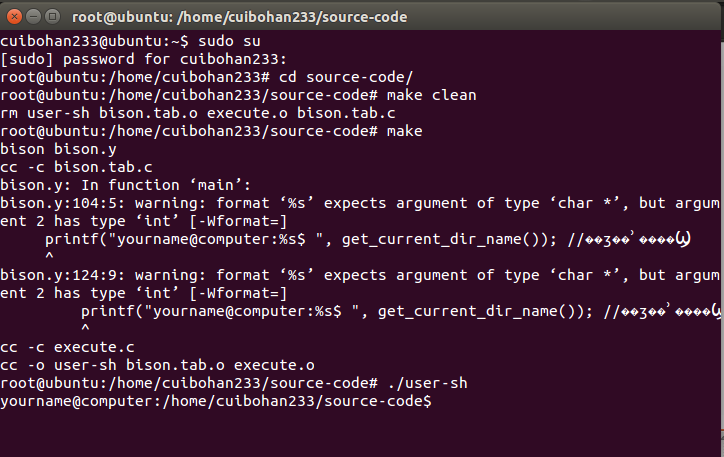 root@ubuntu: /home/cuibohan233/source-code
cuibohan233@ubuntu:~$ sudo su
[sudo] password for cuibohan233:
root@ubuntu:/home/cuibohan233# cd source-code/
root@ubuntu:/home/cuibohan233/source-code# make clean
rm user-sh bison.tab.o execute.o bison.tab.c
root@ubuntu:/home/cuibohan233/source-code# make
bison bison.y
cc -c bison.tab.c
bison.y: In function ‘main’:
bison.y:104:5: warning: format ‘%s’ expects argument of type ‘char *’, but argum
ent 2 has type ‘int’ [-Wformat=]
printf("yourname@computer:%s$ ", get_current_dir_name()); //
^
bison.y:124:9: warning: format ‘%s’ expects argument of type ‘char *’, but argum
ent 2 has type ‘int’ [-Wformat=]
printf("yourname@computer:%s$ ", get_current_dir_name()); //
^
cc -c execute.c
cc -o user-sh bison.tab.o execute.o
root@ubuntu:/home/cuibohan233/source-code# ./user-sh
yourname@computer:/home/cuibohan233/source-code$